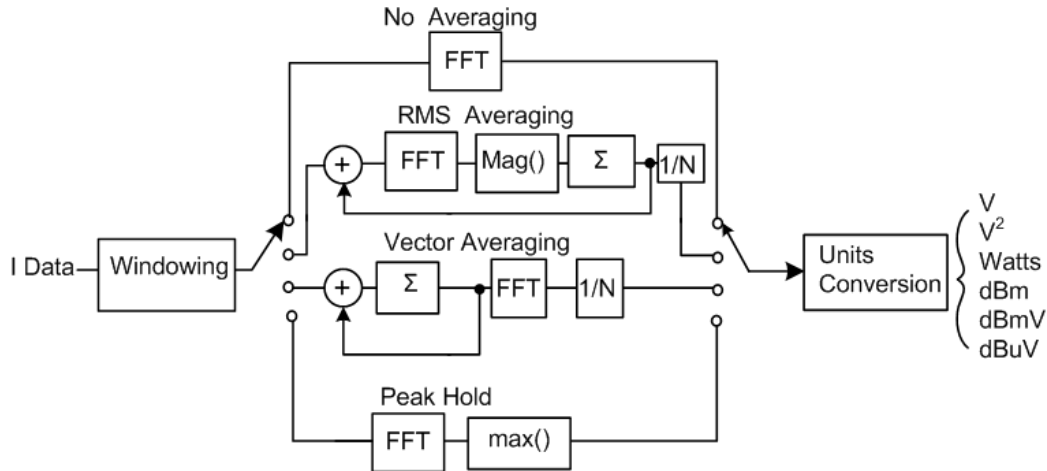 No Averaging
FFT
RMS Averaging
+
FFT
Mag()
Σ
1/N
V
V²
Watts
dBm
dBmV
dBuV
I Data
Windowing
Vector Averaging
+
Σ
FFT
1/N
Units
Conversion
Peak Hold
FFT
max()